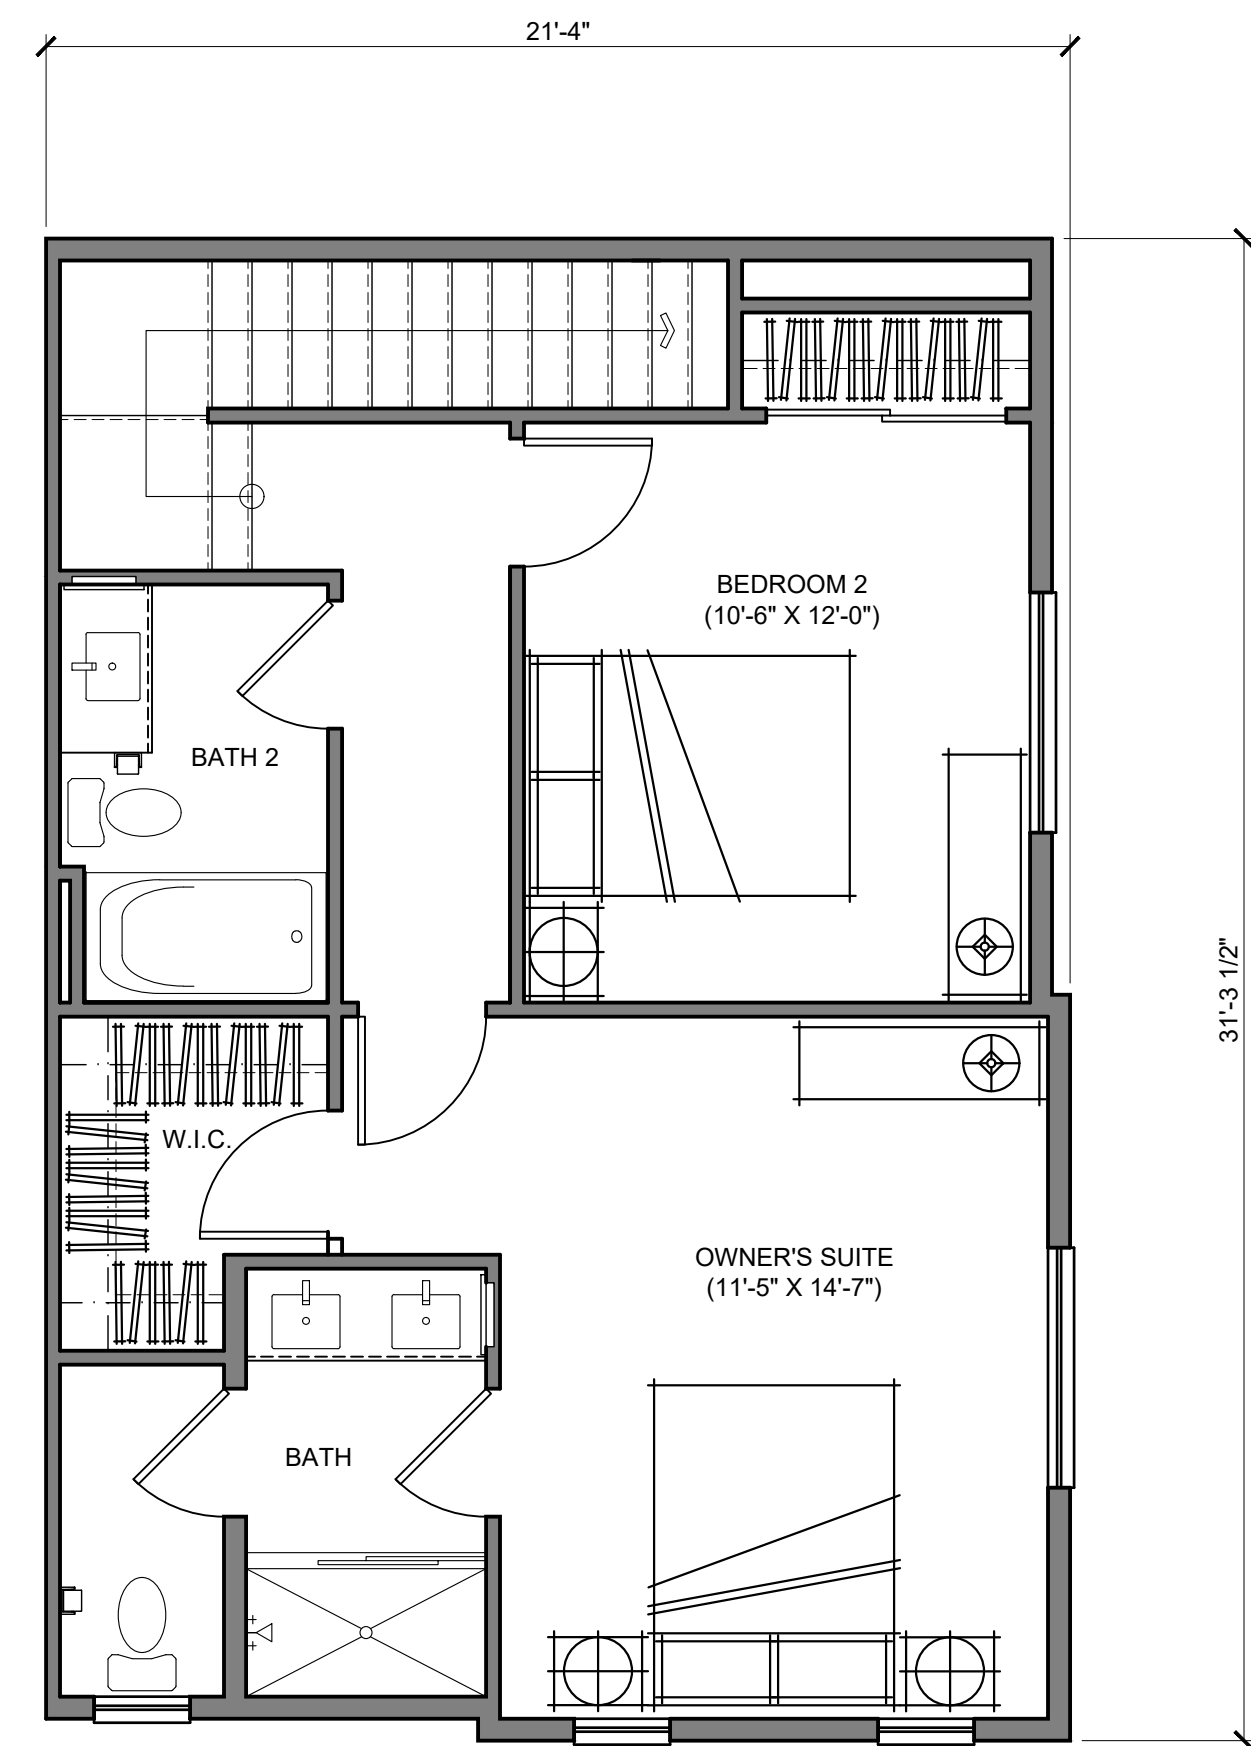 21'-4"
BEDROOM 2
(10'-6" X 12'-0")
BATH 2
31'-3 1/2"
W.I.C.
OWNER'S SUITE
(11'-5" X 14'-7")
BATH